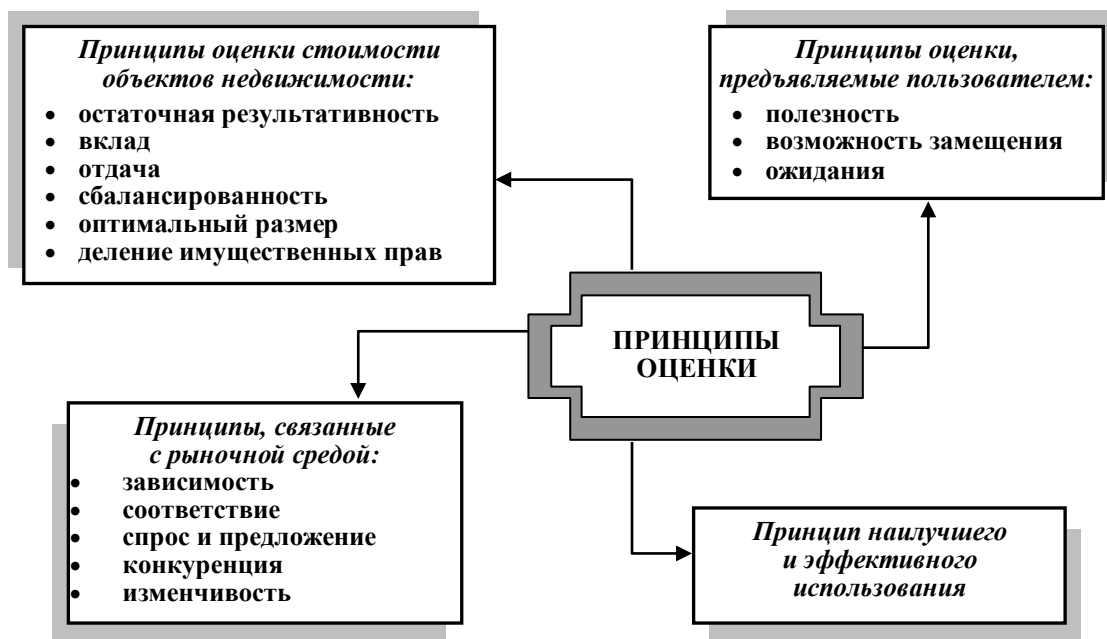 Принципы оценки стоимости
объектов недвижимости:
• остаточная результативность
• вклад
• отдача
• сбалансированность
• оптимальный размер
• деление имущественных прав
Принципы оценки,
предъявляемые пользователем:
• полезность
• возможность замещения
• ожидания
ПРИНЦИПЫ
ОЦЕНКИ
Принципы, связанные
с рыночной средой:
• зависимость
• соответствие
• спрос и предложение
• конкуренция
• изменчивость
Принцип наилучшего
и эффективного
использования